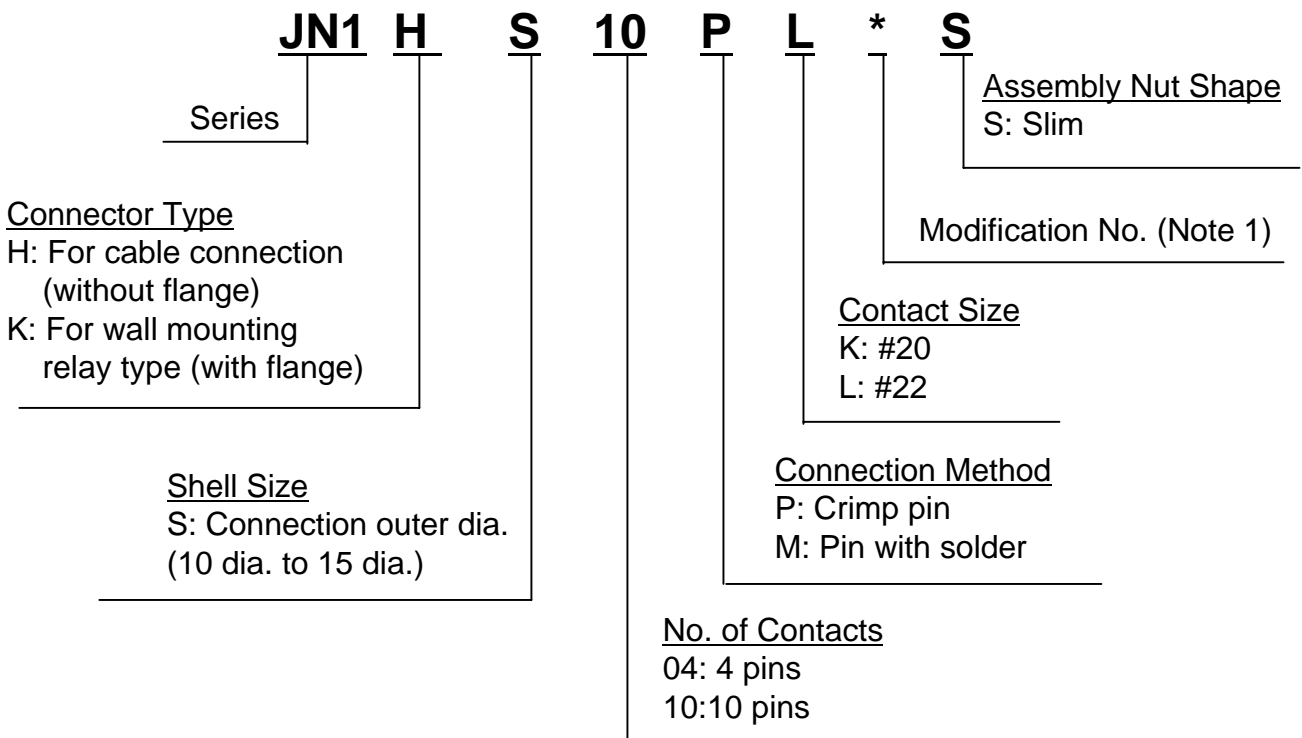 JN1 H S 10 P L * S
Assembly Nut Shape
S: Slim
Series
Connector Type
H: For cable connection
(without flange)
K: For wall mounting
relay type (with flange)
Modification No. (Note 1)
Contact Size
K: #20
L: #22
Shell Size
S: Connection outer dia.
(10 dia. to 15 dia.)
Connection Method
P: Crimp pin
M: Pin with solder
No. of Contacts
04: 4 pins
10:10 pins